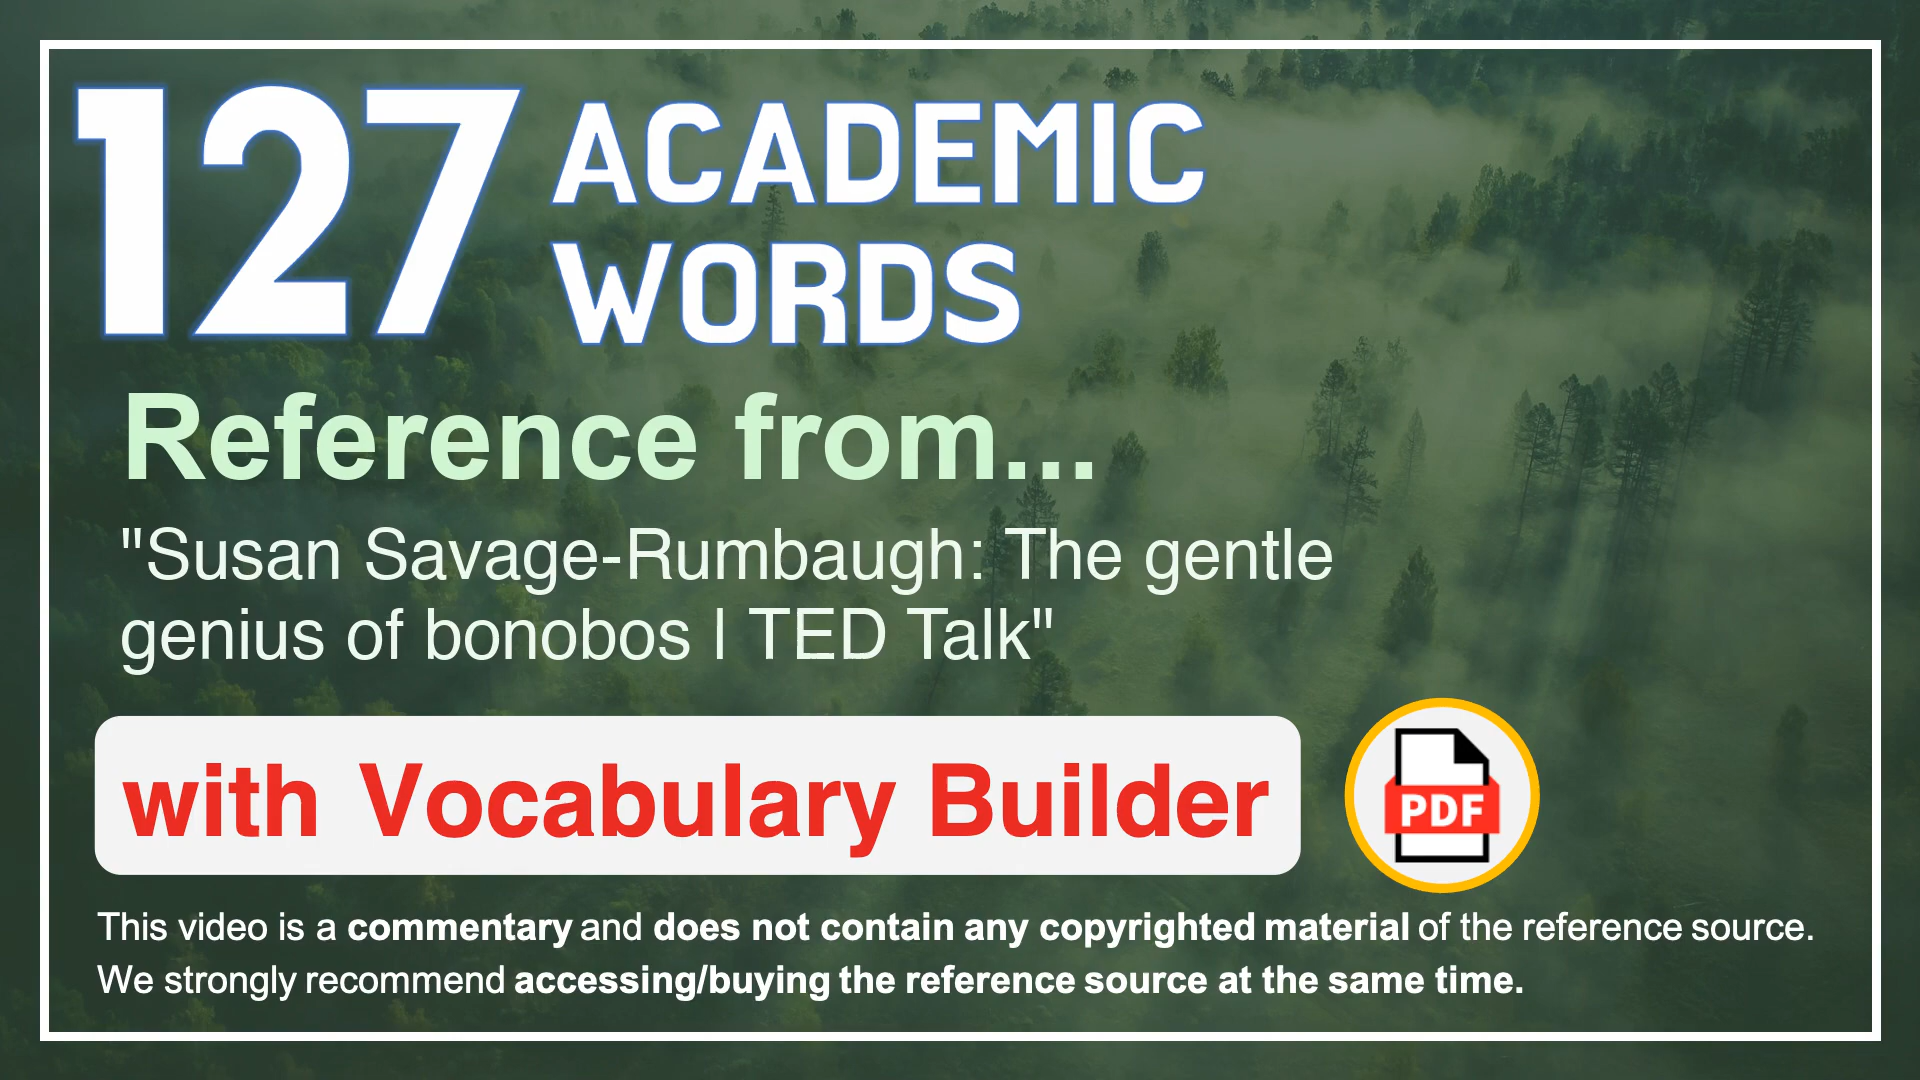 127 ACADEMIC
WORDS
Reference from...
"Susan Savage-Rumbaugh: The gentle
genius of bonobos | TED Talk"
with Vocabulary Builder
PDF
This video is a commentary and does not contain any copyrighted material of the reference source.
We strongly recommend accessing/buying the reference source at the same time.